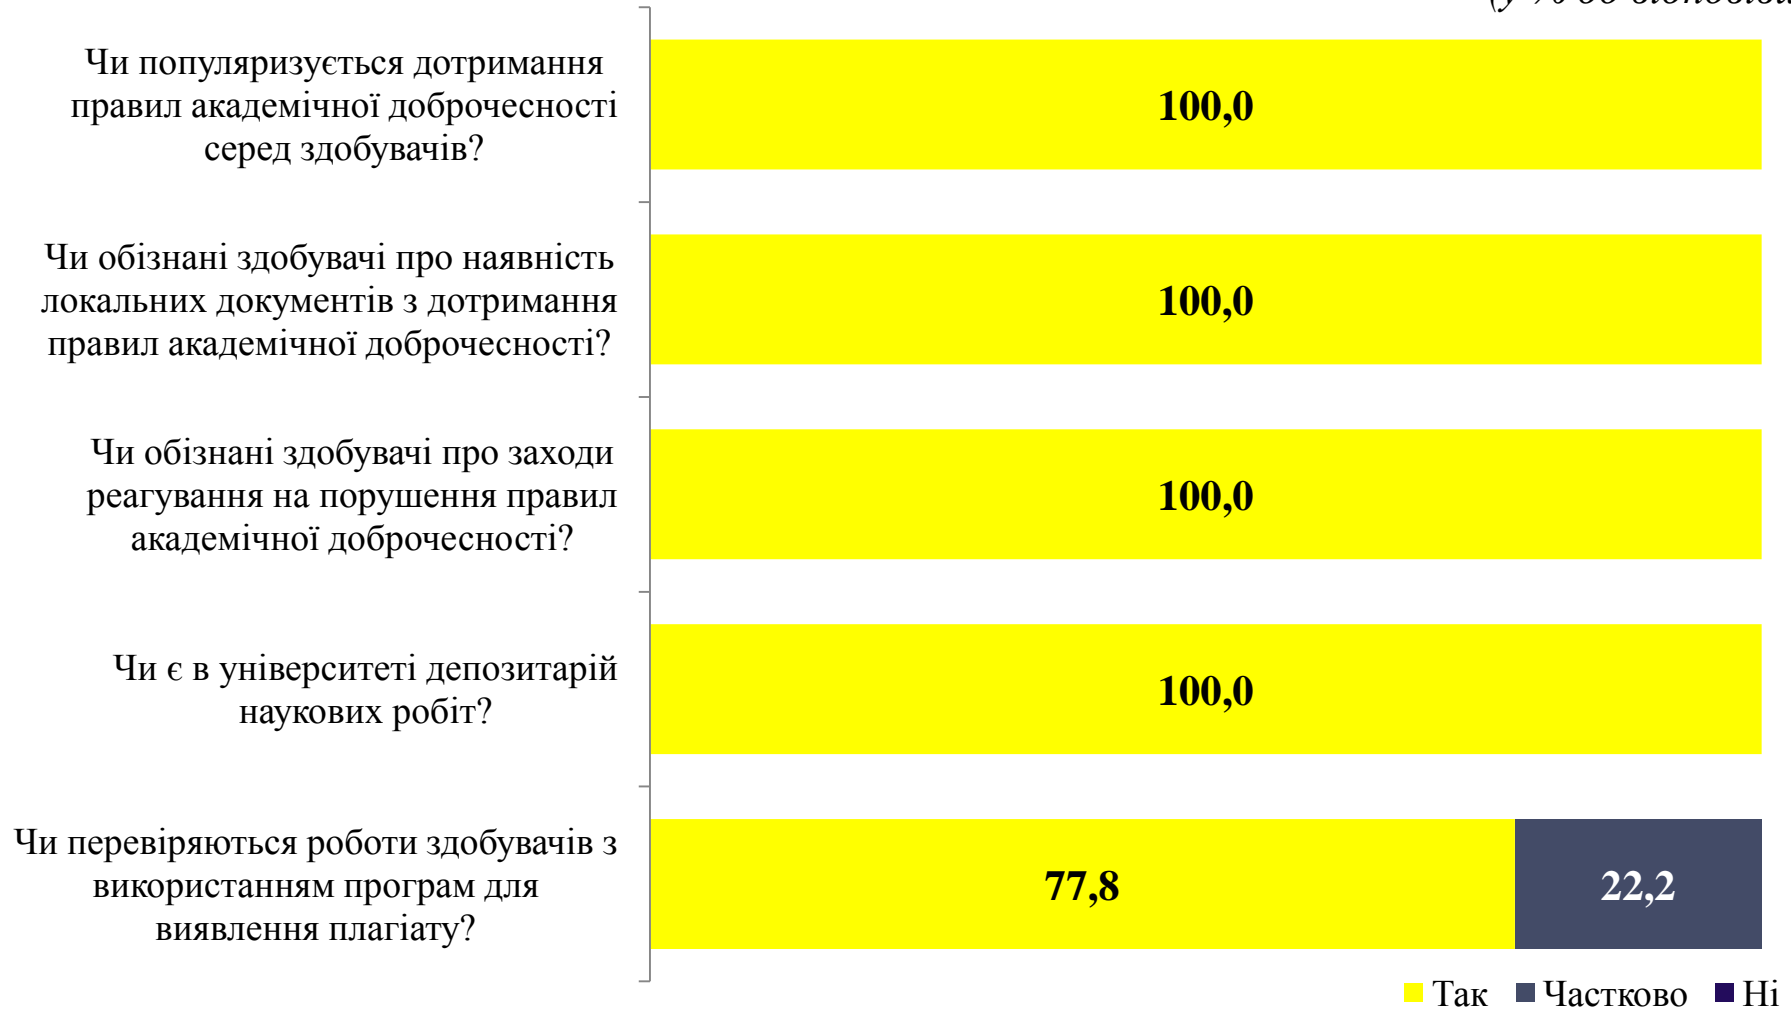 Чи популяризується дотримання
правил академічної доброчесності
серед здобувачів?
100,0
Чи обізнані здобувачі про наявність
локальних документів з дотримання
правил академічної доброчесності?
100,0
Чи обізнані здобувачі про заходи
реагування на порушення правил
академічної доброчесності?
100,0
Чи є в університеті депозитарій
наукових робіт?
100,0
Чи перевіряються роботи здобувачів з
використанням програм для
виявлення плагіату?
77,8
22,2
Так Частково Ні